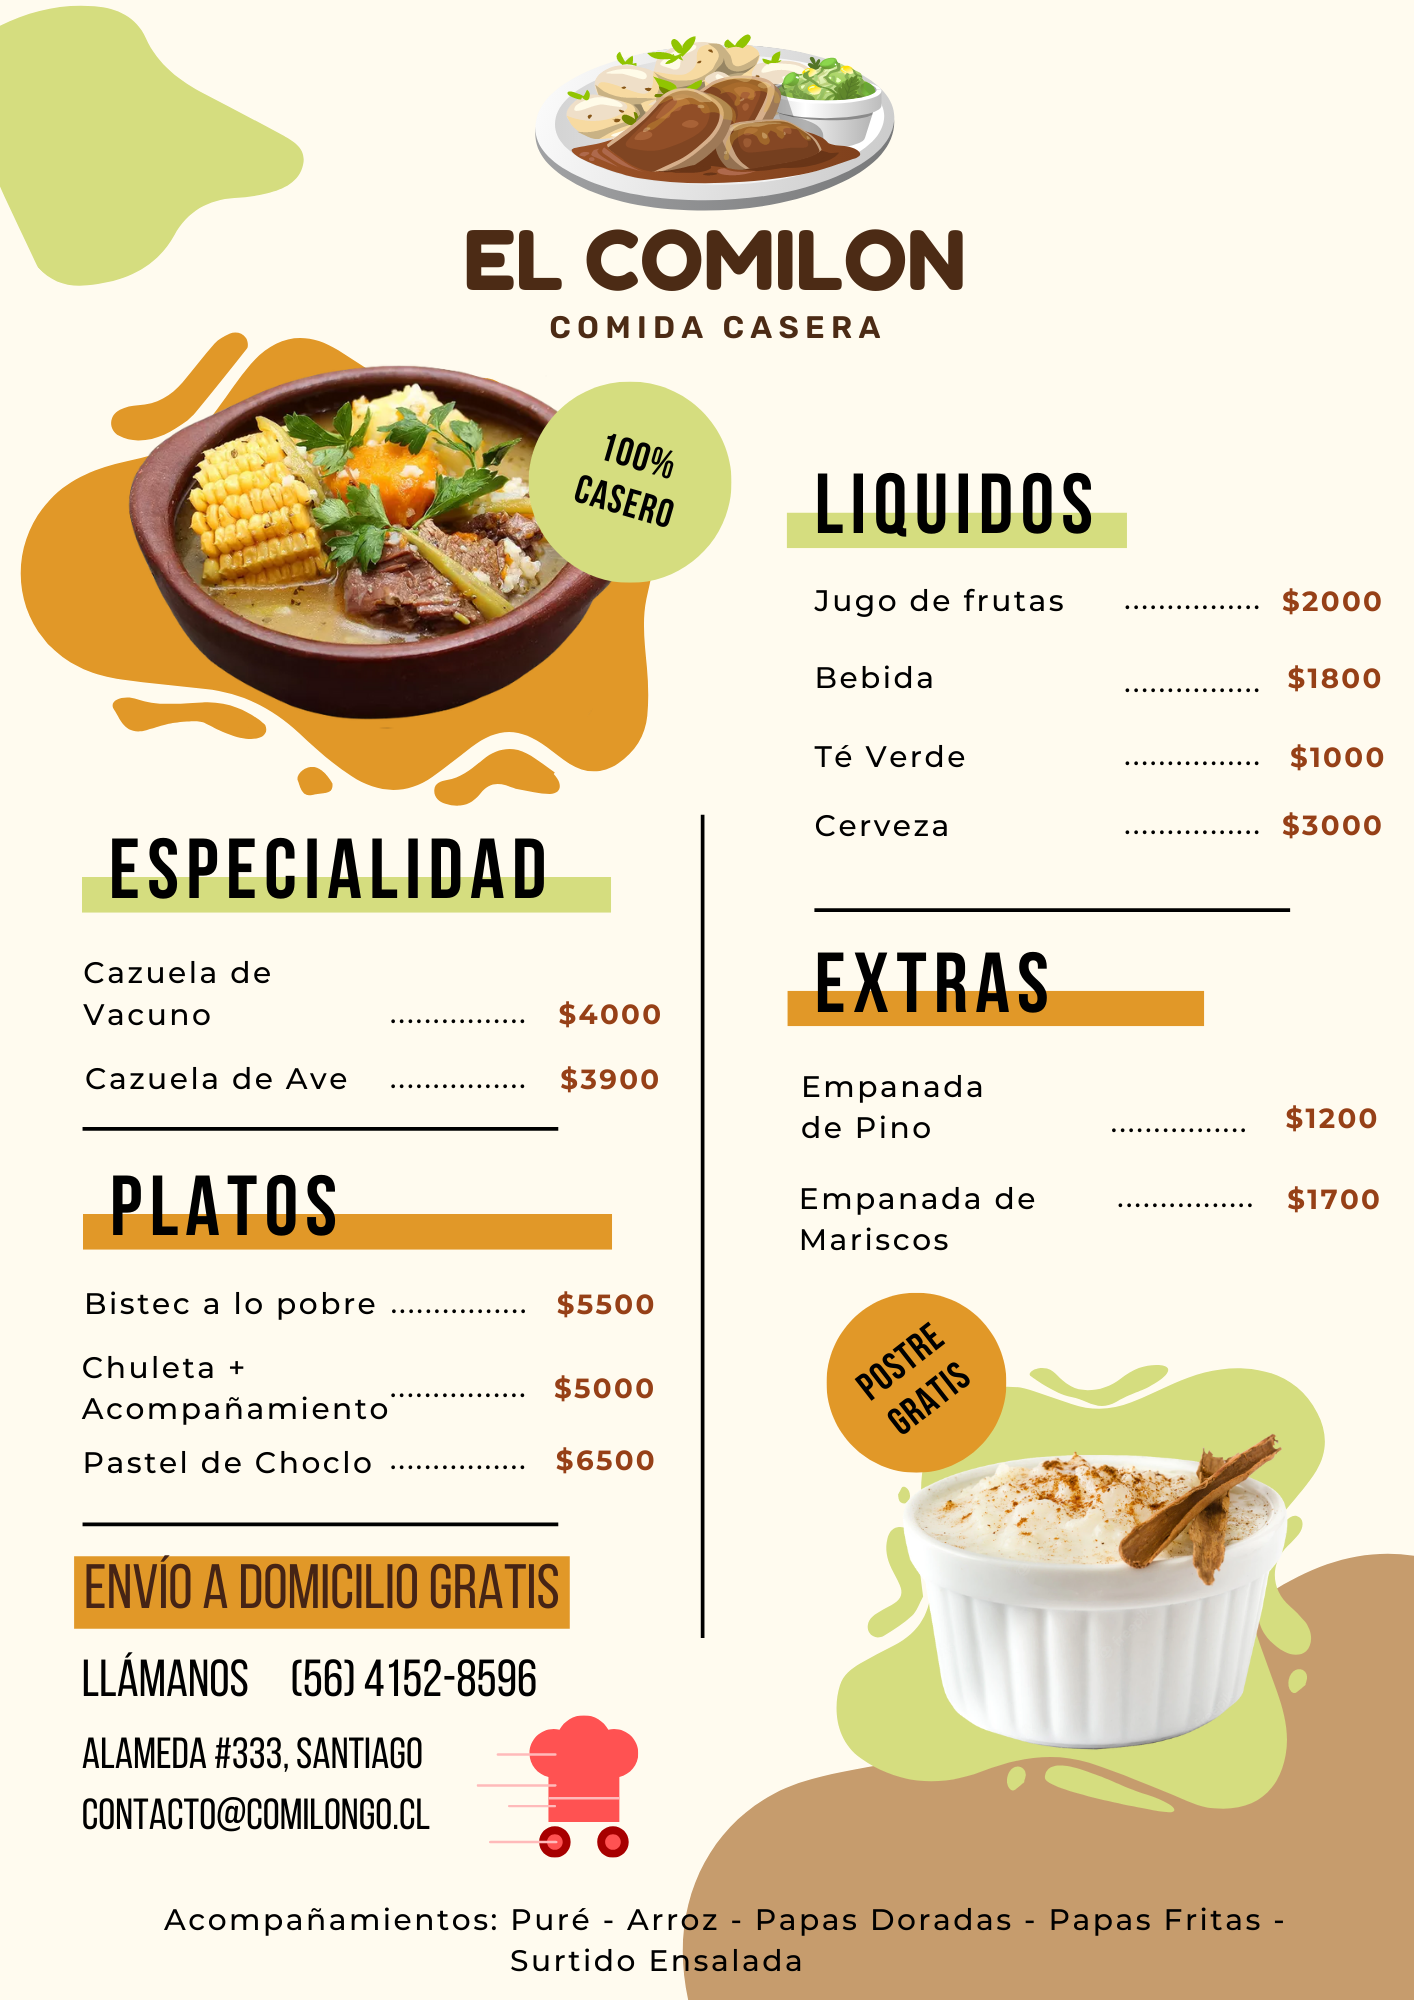 EL COMILON
COMIDA CASERA
100%
CASERO
ESPECIALIDAD
Cazuela de
Vacuno ................ $4000
Cazuela de Ave ................ $3900
PLATOS
Bistec a lo pobre ................ $5500
Chuleta +
Acompañamiento ................ $5000
Pastel de Choclo ................ $6500
ENVÍO A DOMICILIO GRATIS
LLÁMANOS (56) 4152-8596
ALAMEDA #333, SANTIAGO
CONTACTO@COMILONGO.CL
LIQUIDOS
Jugo de frutas ................ $2000
Bebida ................ $1800
Té Verde ................ $1000
Cerveza ................ $3000
EXTRAS
Empanada
de Pino ................ $1200
Empanada de ................ $1700
Mariscos
POSTRE
GRATIS
Acompañamientos: Puré - Arroz - Papas Doradas - Papas Fritas -
Surtido Ensalada